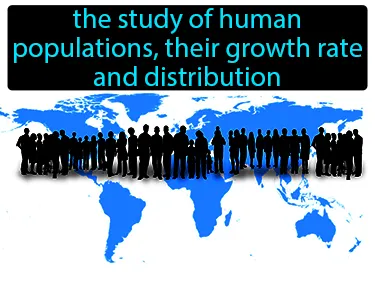 the study of human
populations, their growth rate
and distribution